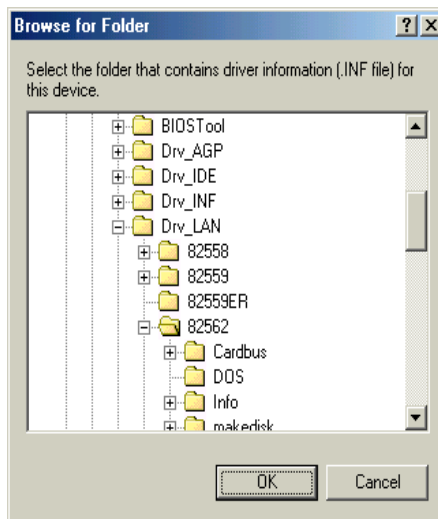 Browse for Folder
Select the folder that contains driver information (.INF file) for
this device.
BIOSTool
Drv_AGP
Drv_IDE
Drv_INF
Drv_LAN
82558
82559
82559ER
82562
Cardbus
DOS
Info
makedisk
OK Cancel